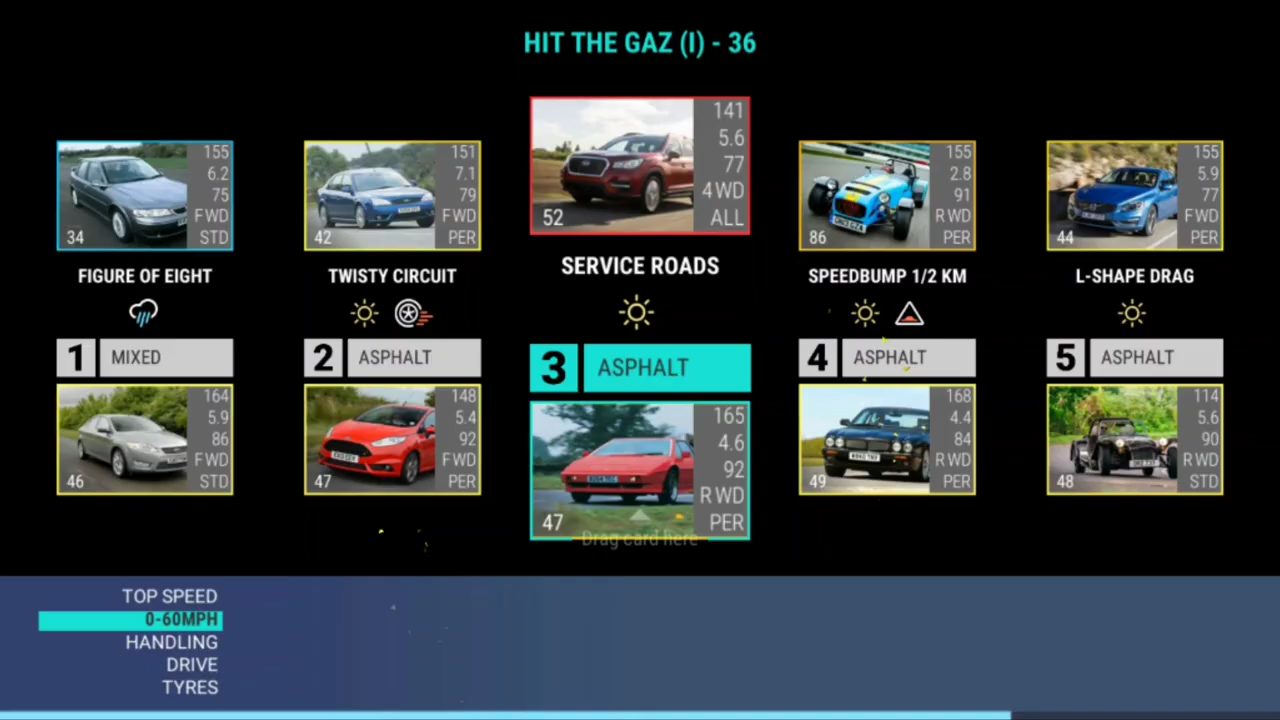 HIT THE GAZ (I) - 36
155
6.2
75
FWD
STD
34
151
7.1
79
FWD
PER
42
141
5.6
77
4WD
ALL
52
155
2.8
91
RWD
PER
86
155
5.9
77
FWD
PER
44
FIGURE OF EIGHT
TWISTY CIRCUIT
SERVICE ROADS
SPEEDBUMP 1/2 KM
L-SHAPE DRAG
1 MIXED
2 ASPHALT
3 ASPHALT
4 ASPHALT
5 ASPHALT
164
5.9
86
FWD
STD
46
148
5.4
92
FWD
PER
47
165
4.6
92
RWD
PER
47
Drag card here
168
4.4
84
RWD
PER
49
114
5.6
90
RWD
STD
48
TOP SPEED
0-60MPH
HANDLING
DRIVE
TYRES